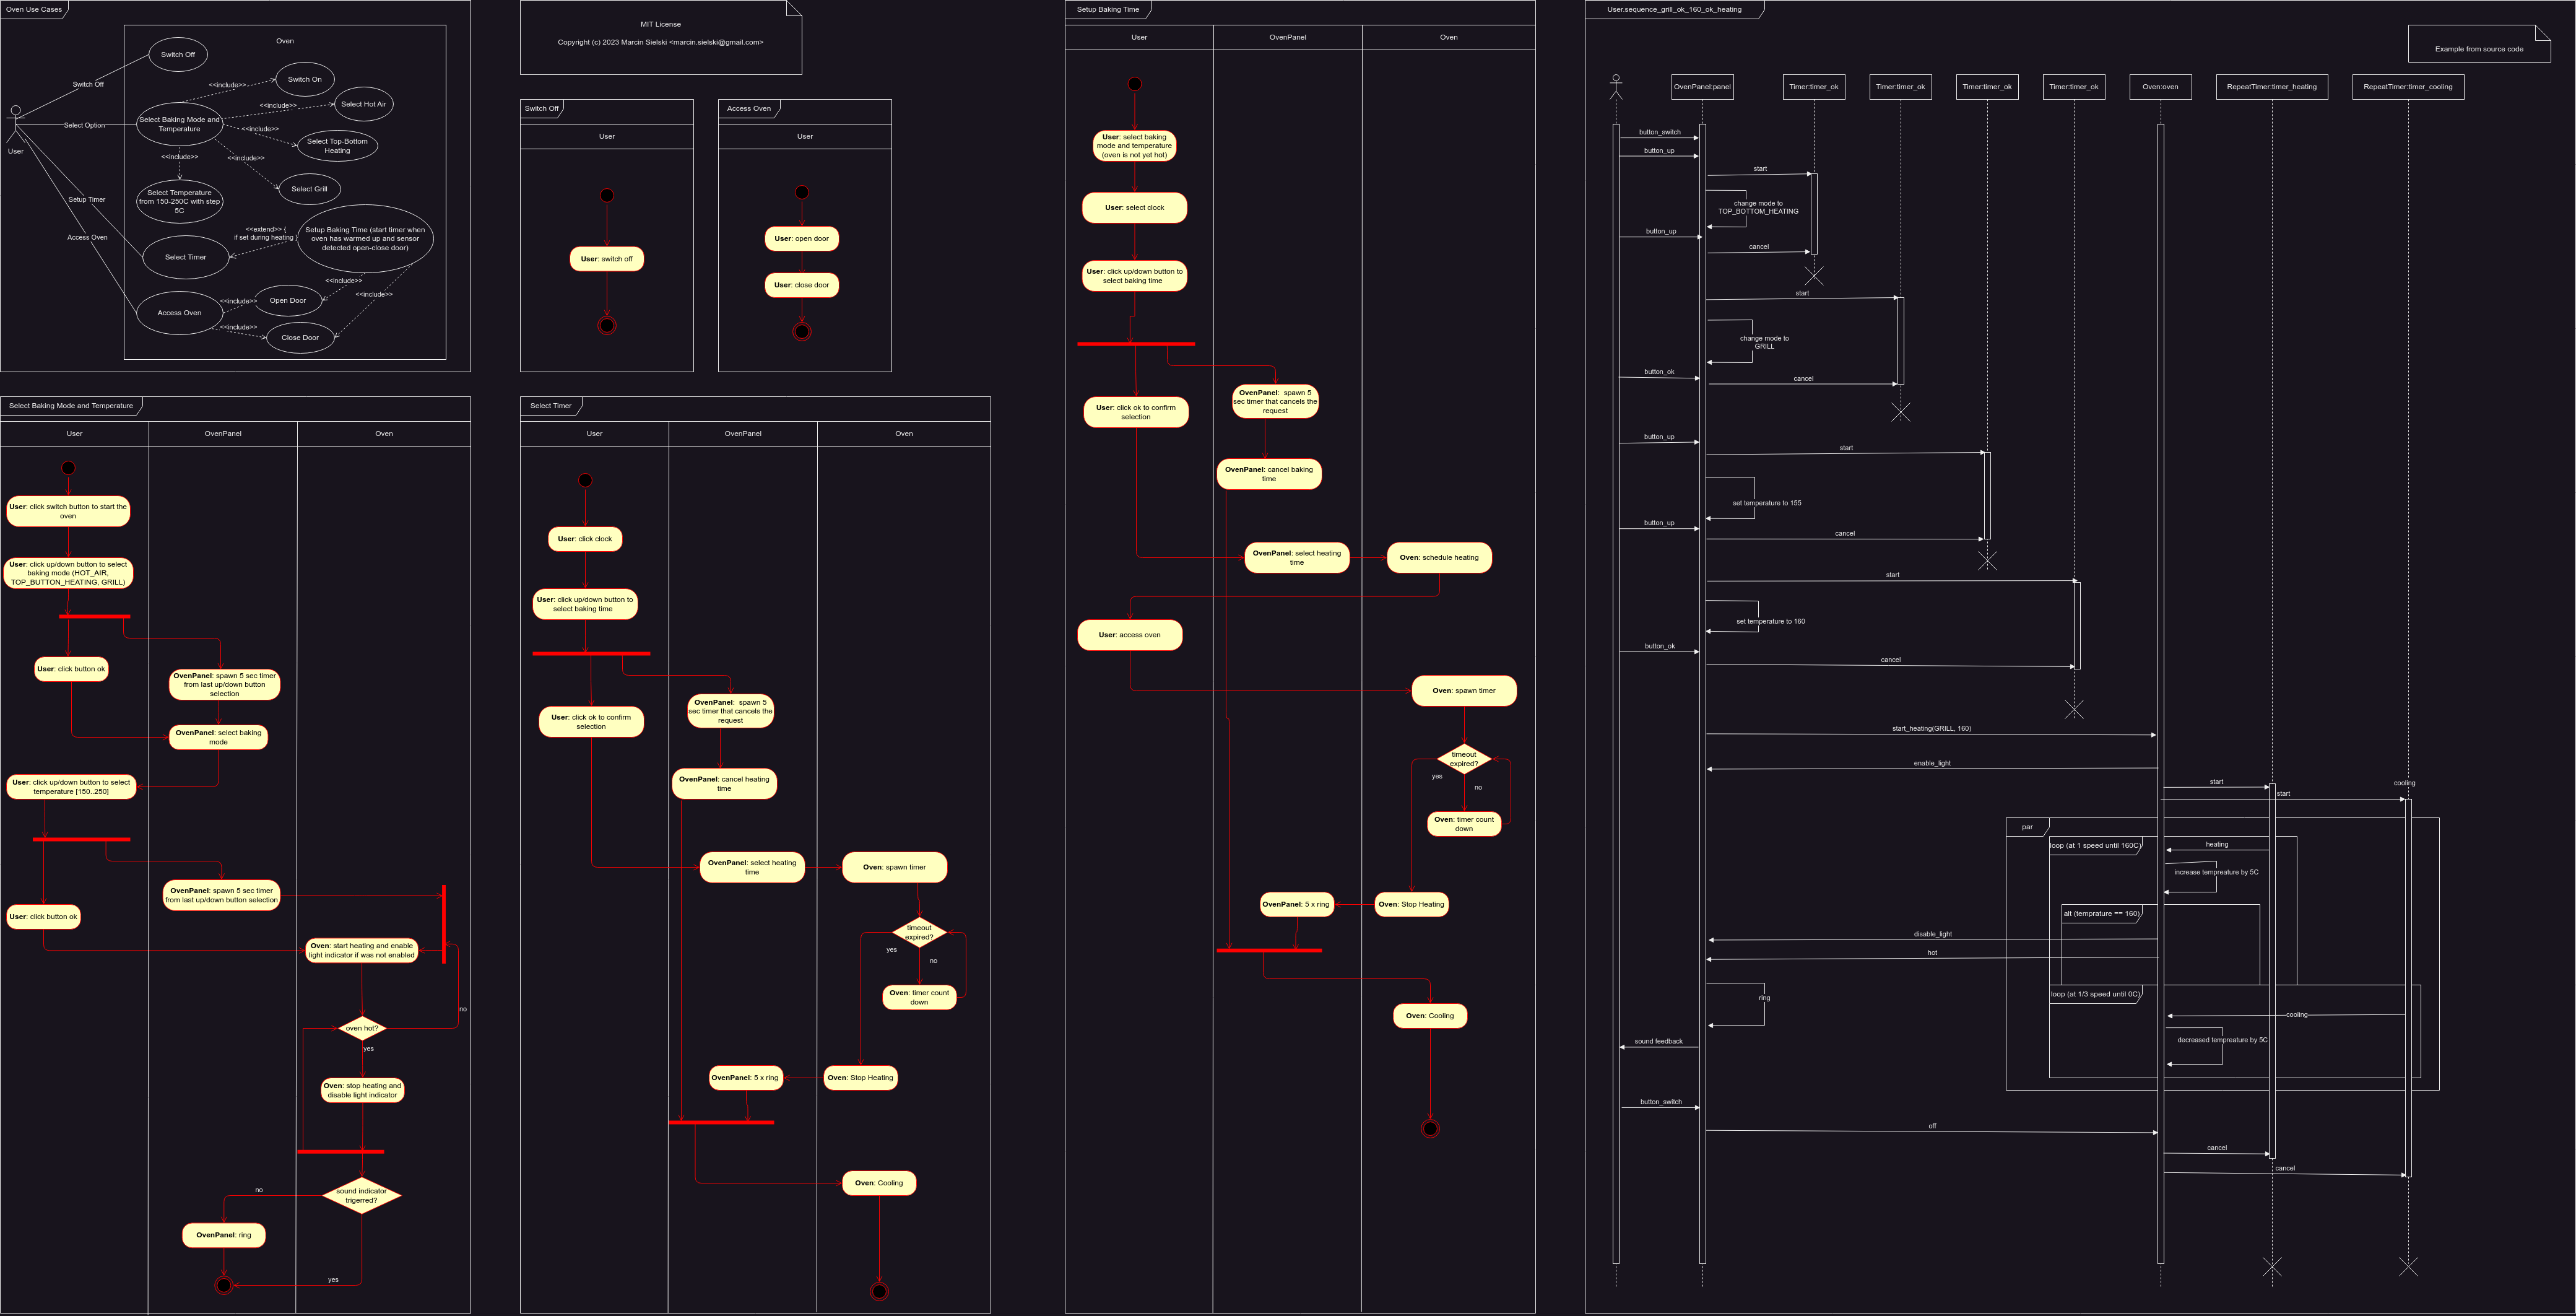 Oven Use Cases
Oven
Switch Off
Switch On
Switch Off
<<include>>
Select Hot Air
<<include>>
Select Option
Select Baking Mode and
Temperature
<<include>>
Select Top-Bottom
Heating
User
<<include>>
<<include>>
Select Grill
Select Temperature
from 150-250C with step
5C
Setup Timer
Access Oven
<<extend>> {
if set during heating }
Setup Baking Time (start timer when
oven has warmed up and sensor
detected open-close door)
Select Timer
<<include>>
<<include>>
<<include>>
Open Door
Access Oven
<<include>>
Close Door
MIT License
Copyright (c) 2023 Marcin Sielski <marcin.sielski@gmail.com>
Switch Off
User
User: switch off
Access Oven
User
User: open door
User: close door
Select Baking Mode and Temperature
User
OvenPanel
Oven
User: click switch button to start the
oven
User: click up/down button to select
baking mode (HOT_AIR,
TOP_BUTTON_HEATING, GRILL)
User: click button ok
OvenPanel: spawn 5 sec timer
from last up/down button
selection
OvenPanel: select baking
mode
User: click up/down button to select
temperature [150..250]
OvenPanel: spawn 5 sec timer
from last up/down button selection
User: click button ok
Oven: start heating and enable
light indicator if was not enabled
no
oven hot?
yes
Oven: stop heating and
disable light indicator
sound indicator
trigerred?
no
OvenPanel: ring
yes
Select Timer
User
OvenPanel
Oven
User: click clock
User: click up/down button to
select baking time
OvenPanel:  spawn 5
sec timer that cancels the
request
User: click ok to confirm
selection
OvenPanel: cancel heating
time
OvenPanel: select heating
time
Oven: spawn timer
timeout
expired?
yes
no
Oven: timer count
down
OvenPanel: 5 x ring
Oven: Stop Heating
Oven: Cooling
Setup Baking Time
User
OvenPanel
Oven
User: select baking
mode and temperature
(oven is not yet hot)
User: select clock
User: click up/down button to
select baking time
OvenPanel:  spawn 5
sec timer that cancels the
request
User: click ok to confirm
selection
OvenPanel: cancel baking
time
OvenPanel: select heating
time
Oven: schedule heating
User: access oven
Oven: spawn timer
timeout
expired?
yes
no
Oven: timer count
down
OvenPanel: 5 x ring
Oven: Stop Heating
Oven: Cooling
User.sequence_grill_ok_160_ok_heating
Example from source code
OvenPanel:panel
Timer:timer_ok
Timer:timer_ok
Timer:timer_ok
Timer:timer_ok
Oven:oven
RepeatTimer:timer_heating
RepeatTimer:timer_cooling
button_switch
button_up
start
change mode to
TOP_BOTTOM_HEATING
button_up
cancel
start
change mode to
GRILL
button_ok
cancel
button_up
start
set temperature to 155
button_up
cancel
start
set temperature to 160
button_ok
cancel
start_heating(GRILL, 160)
enable_light
start
cooling
start
par
loop (at 1 speed until 160C)
heating
increase tempreature by 5C
alt (temprature == 160)
disable_light
hot
ring
loop (at 1/3 speed until 0C)
cooling
decreased tempreature by 5C
sound feedback
button_switch
off
cancel
cancel